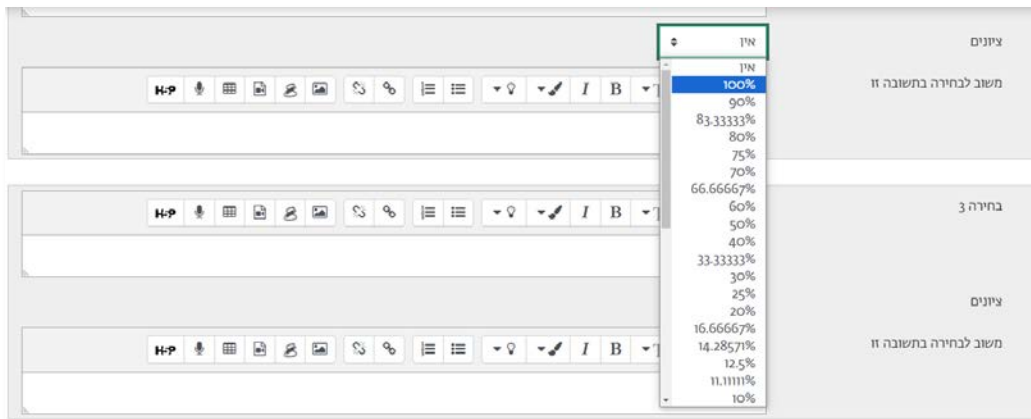 ציונים
אין
משוב לבחירה בתשובה זו
H-P I B T
אין
100%
90%
83.33333%
80%
75%
70%
66.66667%
60%
50%
40%
33.33333%
30%
25%
20%
16.66667%
14.28571%
12.5%
11.11111%
10%
בחירה 3
H-P I B T
ציונים
משוב לבחירה בתשובה זו
H-P I B T